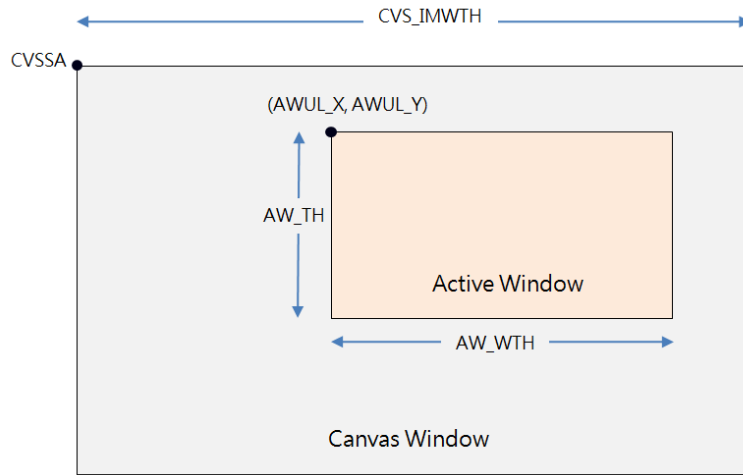 CVS_IMWTH
CVSSA
(AWUL_X, AWUL_Y)
AW_TH
Active Window
AW_WTH
Canvas Window